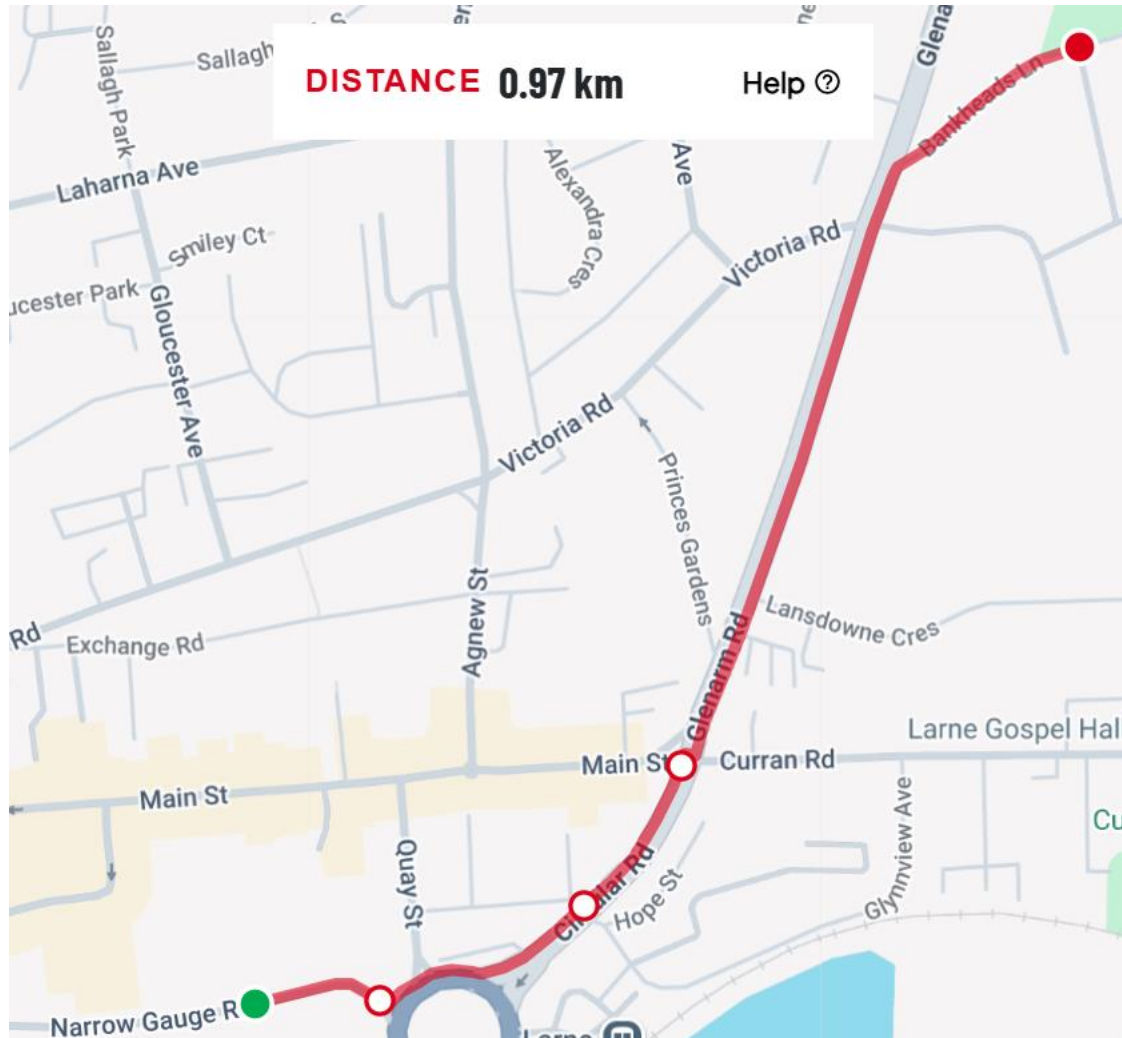 Sallagh Park
Sallagh
DISTANCE 0.97 km
Help
Glena
Bankheads Ln
Laharna Ave
Ave
Alexandra Cres
Smiley Ct
Victoria Rd
ucester Park
Gloucester Ave
Victoria Rd
Princes Gardens
Agnew St
Lansdowne Cres
Rd
Exchange Rd
Glenarm Rd
Larne Gospel Hal
Main St
Curran Rd
Main St
Cu
Quay St
Circular Rd
Hope St
Glynnview Ave
Narrow Gauge R
Larne